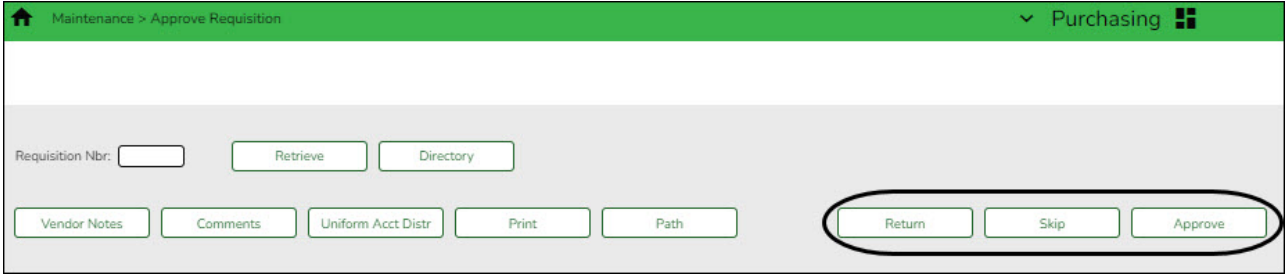 Maintenance > Approve Requisition Purchasing
Requisition Nbr: Retrieve Directory
Vendor Notes Comments Uniform Acct Distr Print Path Return Skip Approve